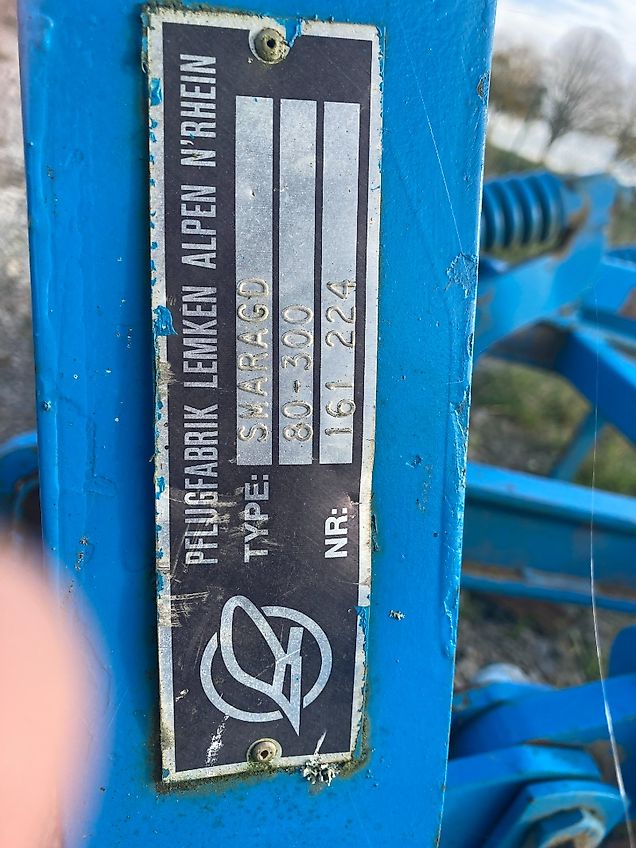 PFLUGFABRIK LEMKEN ALPEN N'RHEIN
TYPE: SMARAGD
80-300
NR: 161 224